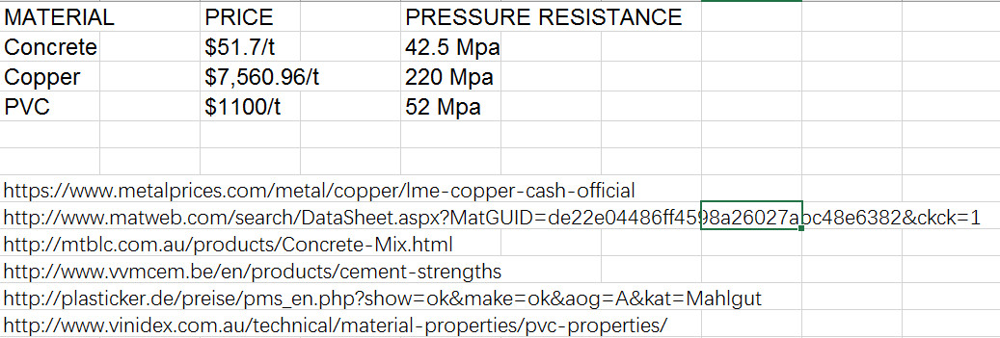 MATERIAL PRICE PRESSURE RESISTANCE
Concrete $51.7/t 42.5 Mpa
Copper $7,560.96/t 220 Mpa
PVC $1100/t 52 Mpa
https://www.metalprices.com/metal/copper/lme-copper-cash-official
http://www.matweb.com/search/DataSheet.aspx?MatGUID=de22e04486ff4598a26027abc48e6382&ckck=1
http://mtblc.com.au/products/Concrete-Mix.html
http://www.vvmcem.be/en/products/cement-strengths
http://plasticker.de/preise/pms_en.php?show=ok&make=ok&aog=A&kat=Mahlgut
http://www.vinidex.com.au/technical/material-properties/pvc-properties/